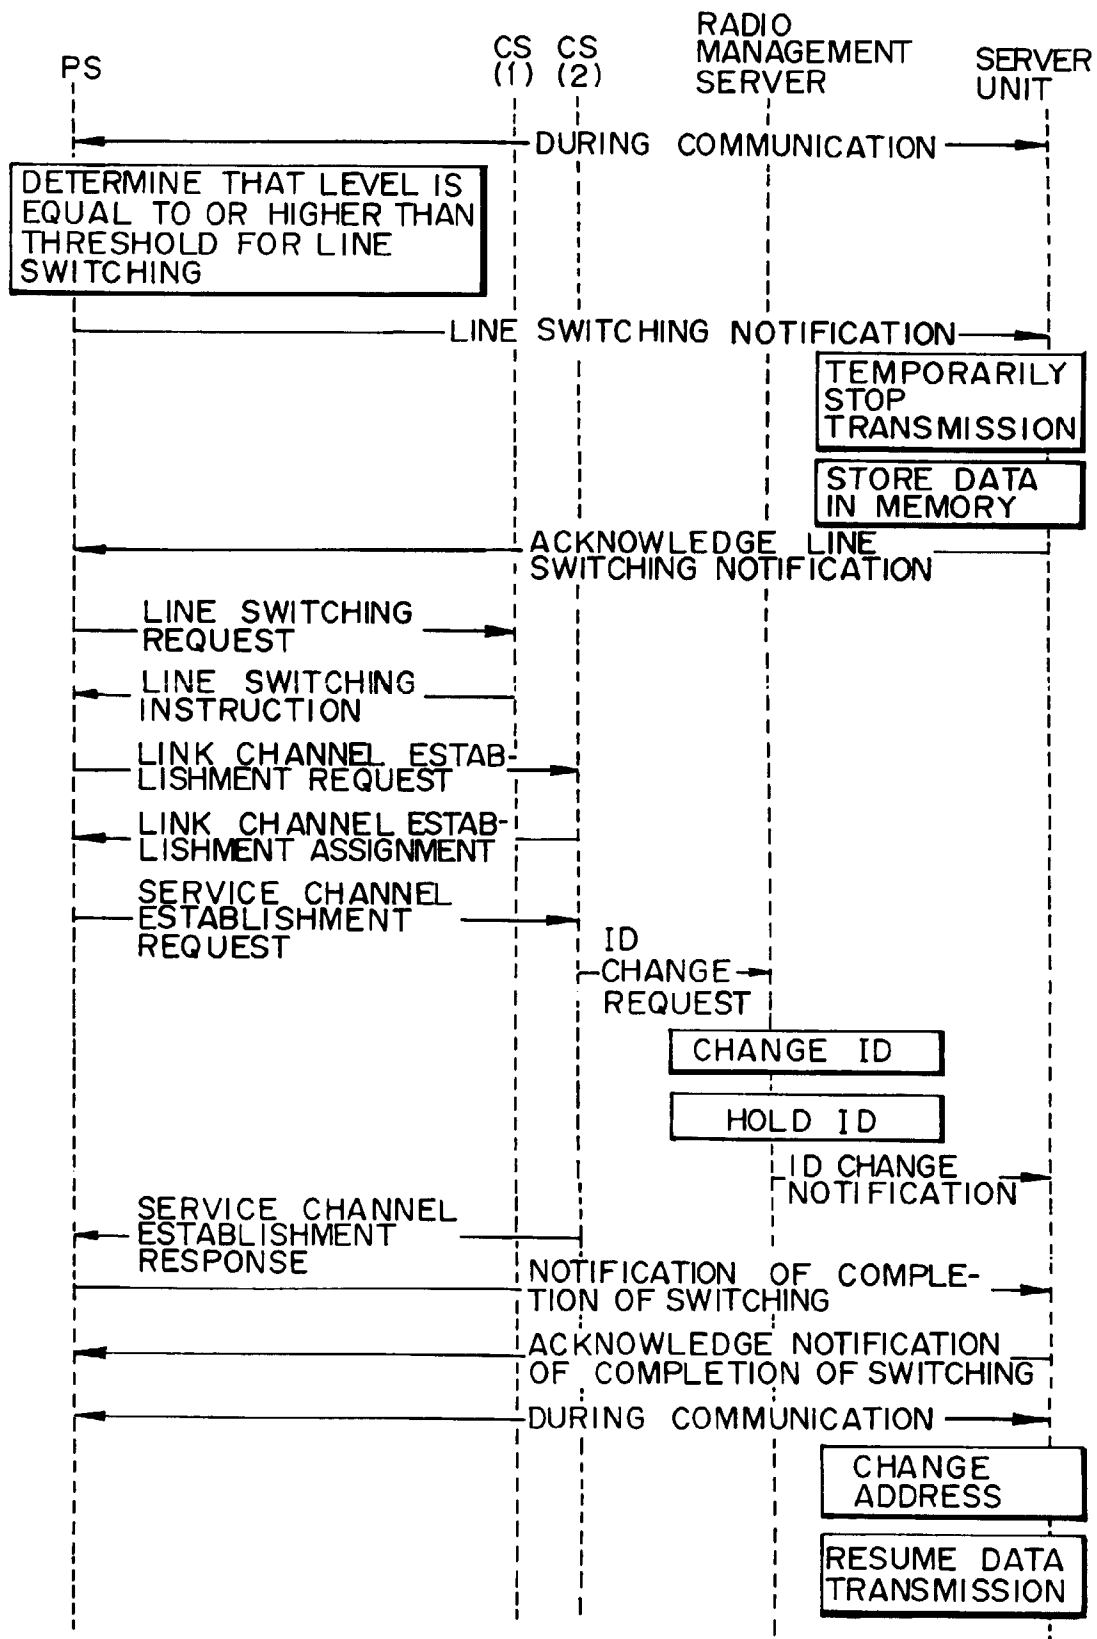 PS
CS
(1)
CS
(2)
RADIO
MANAGEMENT
SERVER
SERVER
UNIT
DURING COMMUNICATION
DETERMINE THAT LEVEL IS
EQUAL TO OR HIGHER THAN
THRESHOLD FOR LINE
SWITCHING
LINE SWITCHING NOTIFICATION
TEMPORARILY
STOP
TRANSMISSION
STORE DATA
IN MEMORY
ACKNOWLEDGE LINE
SWITCHING NOTIFICATION
LINE SWITCHING
REQUEST
LINE SWITCHING
INSTRUCTION
LINK CHANNEL ESTAB-
LISHMENT REQUEST
LINK CHANNEL ESTAB-
LISHMENT ASSIGNMENT
SERVICE CHANNEL
ESTABLISHMENT
REQUEST
ID
CHANGE
REQUEST
CHANGE ID
HOLD ID
ID CHANGE
NOTIFICATION
SERVICE CHANNEL
ESTABLISHMENT
RESPONSE
NOTIFICATION OF COMPLE-
TION OF SWITCHING
ACKNOWLEDGE NOTIFICATION
OF COMPLETION OF SWITCHING
DURING COMMUNICATION
CHANGE
ADDRESS
RESUME DATA
TRANSMISSION